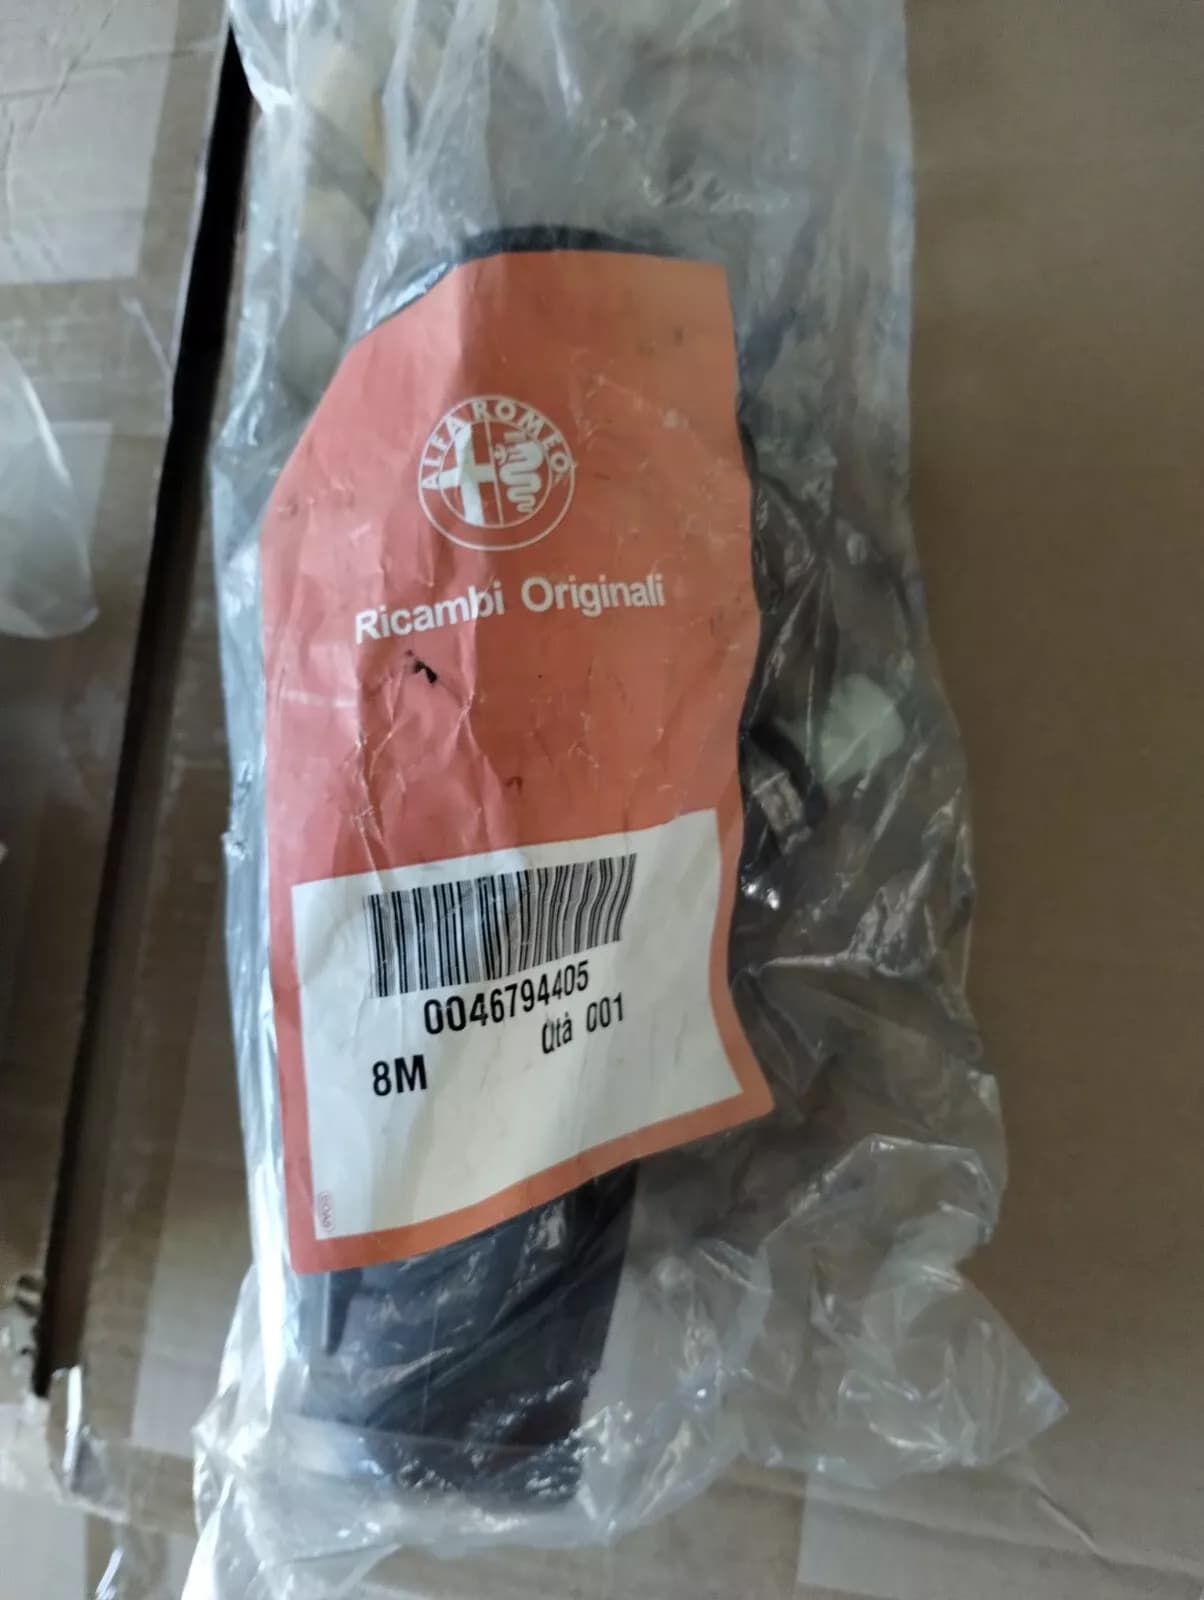 ALFA ROMEO
Ricambi Originali
0046794405
Qtà 001
8M